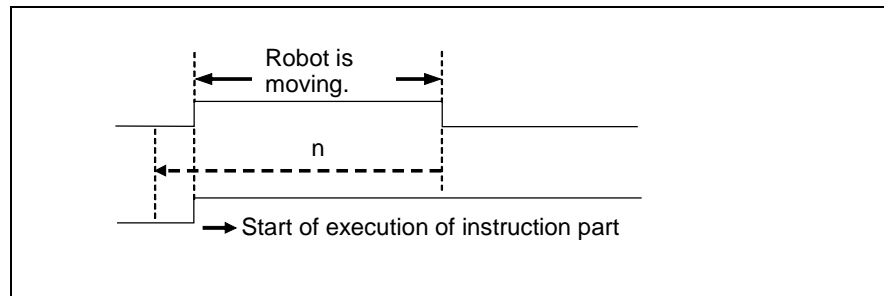 Robot is
moving.
n
Start of execution of instruction part